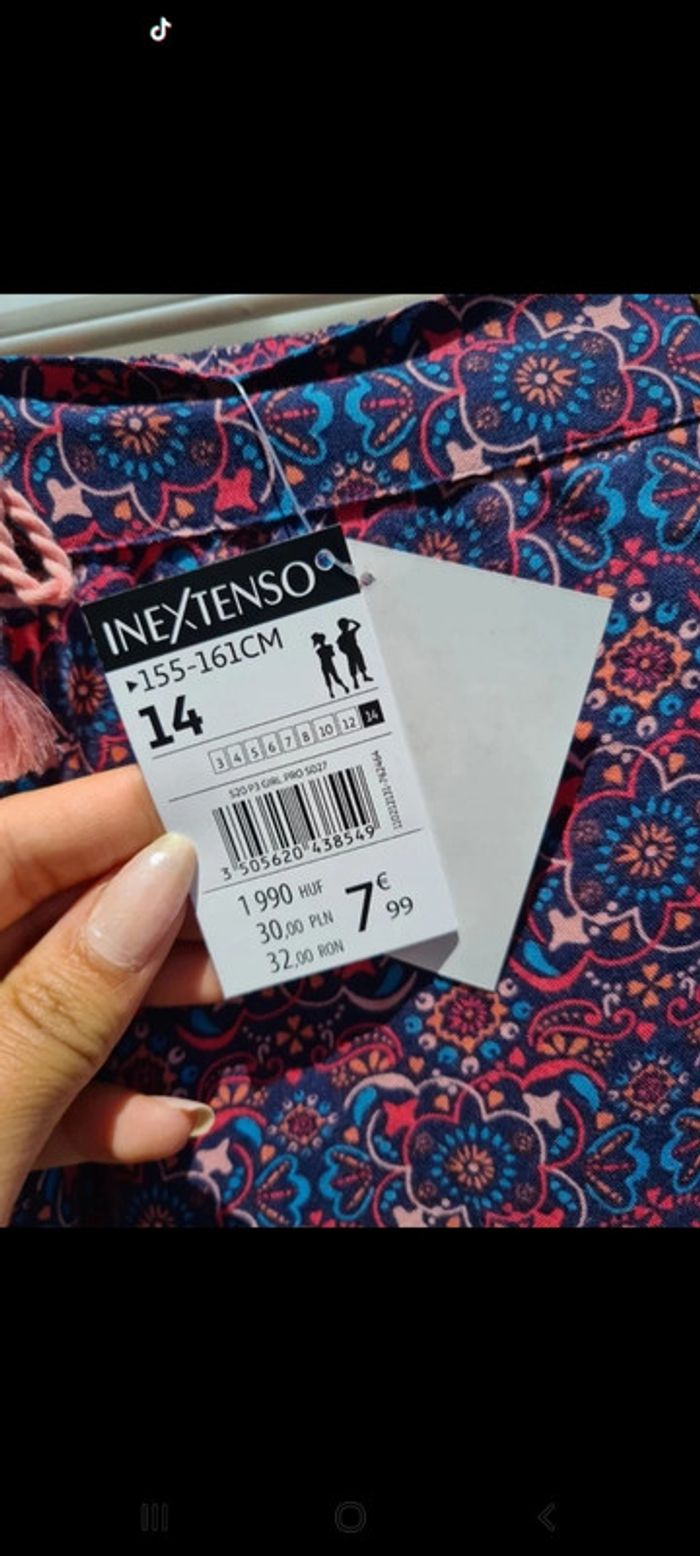 INEXTENSO
▸155-161CM
14
3 4 5 6 7 8 10 12 14
S20 P3 GIRL PRO S027
3 505620 438549
1 990 HUF
30,00 PLN
32,00 RON
7€99